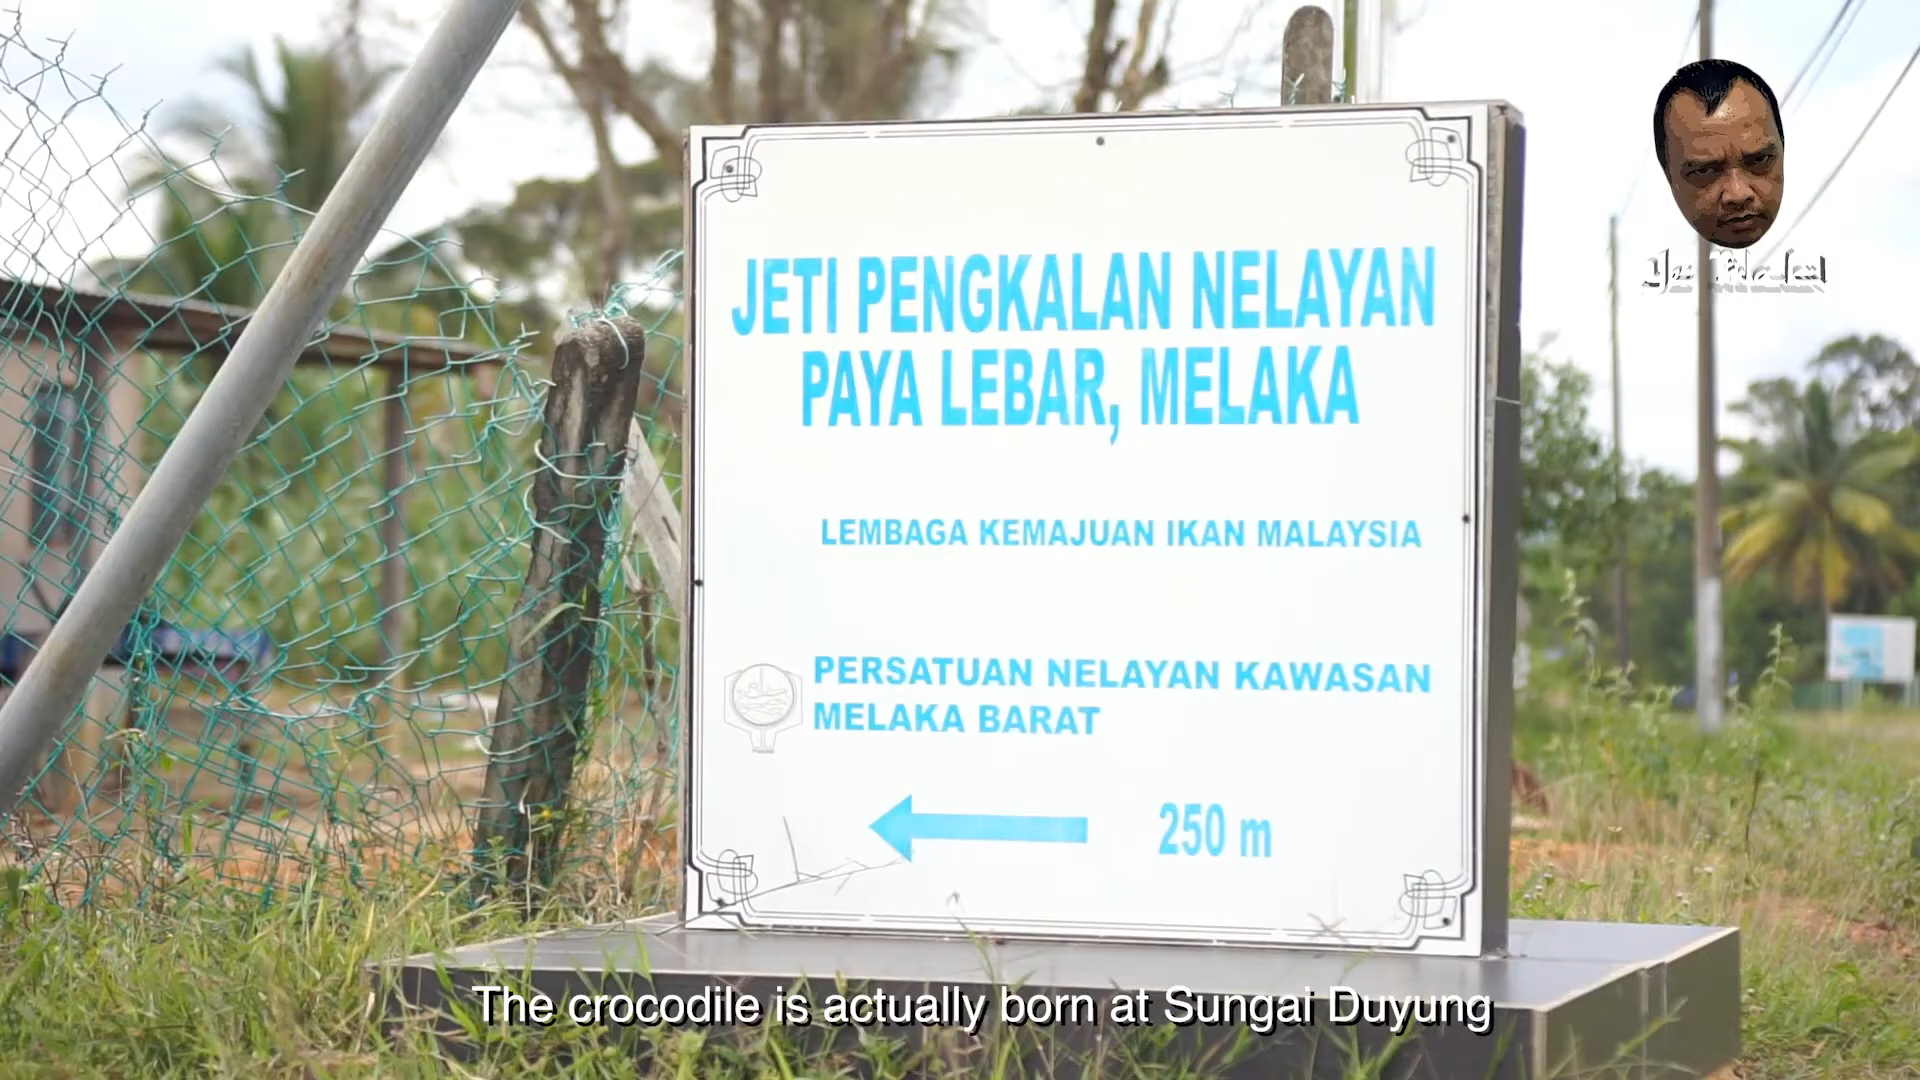 JETI PENGKALAN NELAYAN
PAYA LEBAR, MELAKA
LEMBAGA KEMAJUAN IKAN MALAYSIA
PERSATUAN NELAYAN KAWASAN
MELAKA BARAT
250 m
The crocodile is actually born at Sungai Duyung